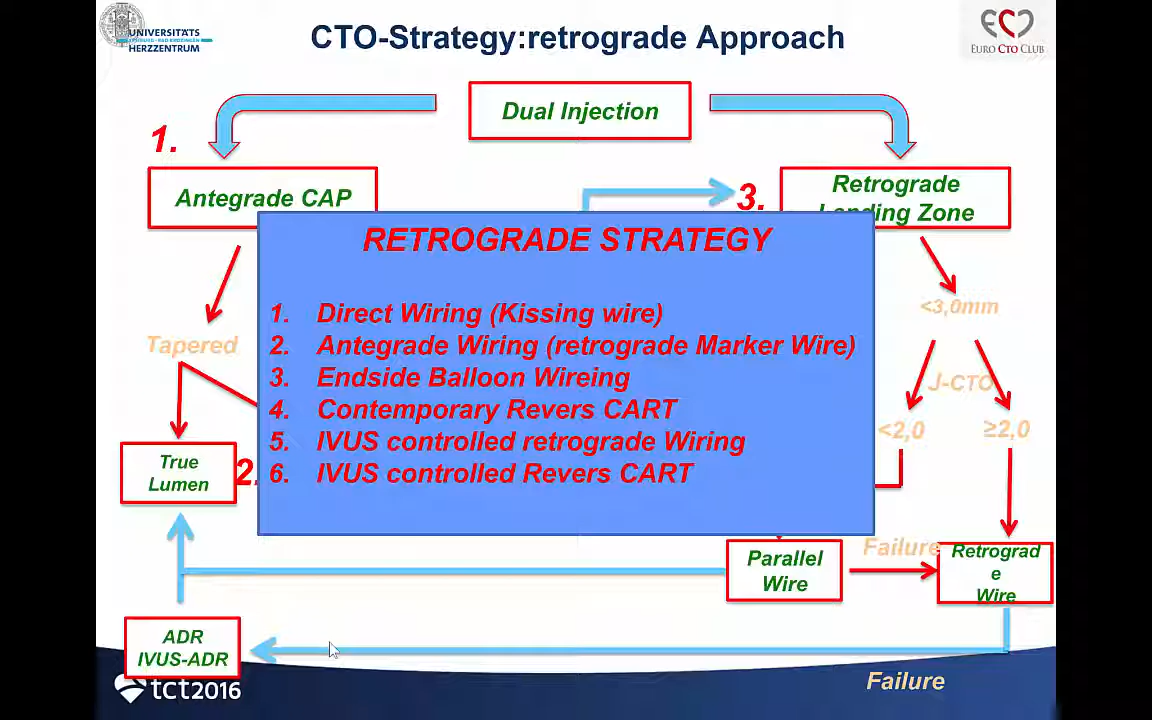 UNIVERSITÄTS
HERZZENTRUM
CTO-Strategy:retrograde Approach
EURO CTO CLUB
Dual Injection
1.
Antegrade CAP
3.
Retrograde
Landing Zone
RETROGRADE STRATEGY
1. Direct Wiring (Kissing wire)
2. Antegrade Wiring (retrograde Marker Wire)
3. Endside Balloon Wireing
4. Contemporary Revers CART
5. IVUS controlled retrograde Wiring
6. IVUS controlled Revers CART
<3,0mm
Tapered
J-CTO
<2,0
≥2,0
True
Lumen
2.
Parallel
Wire
Failure
Retrograd
e
Wire
ADR
IVUS-ADR
tct2016
Failure